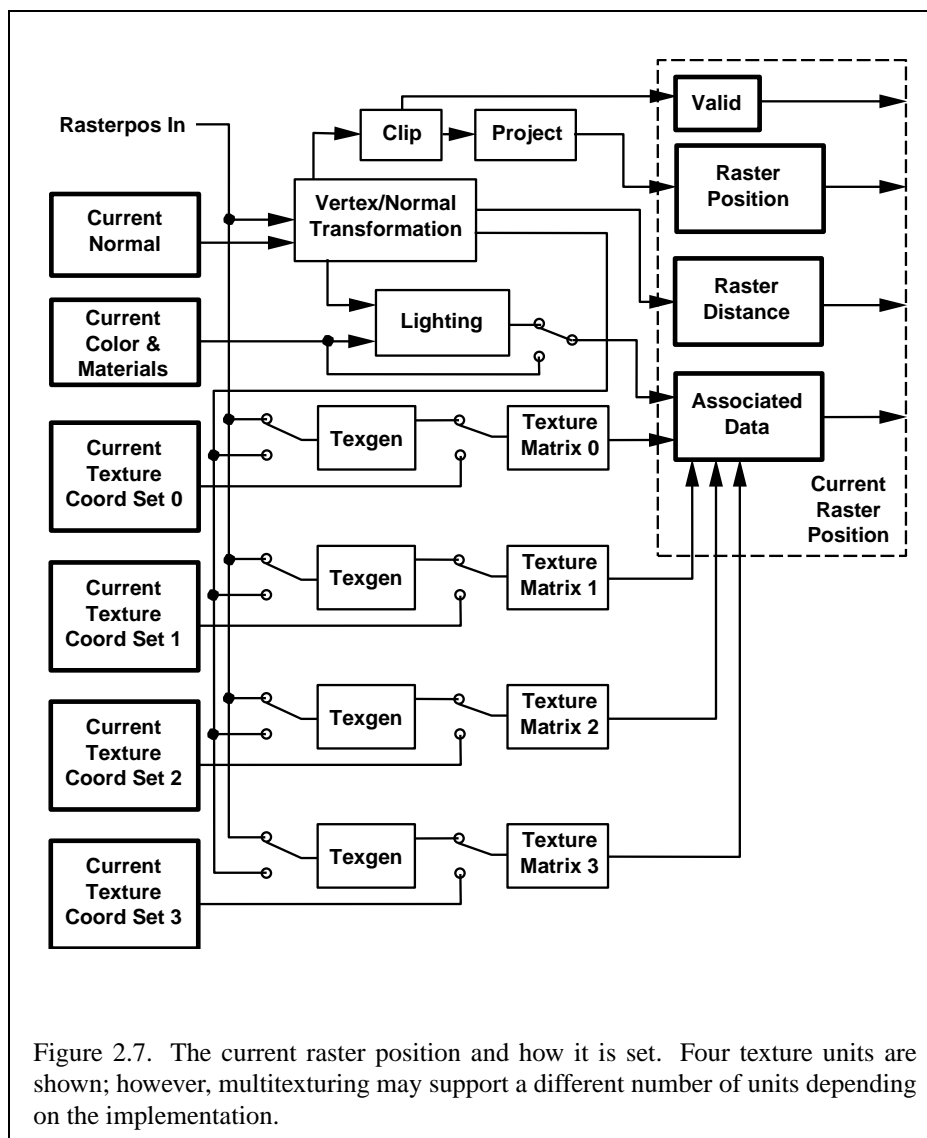 Rasterpos In
Clip
Project
Valid
Raster
Position
Current
Normal
Vertex/Normal
Transformation
Raster
Distance
Current
Color &
Materials
Lighting
Associated
Data
Current
Raster
Position
Current
Texture
Coord Set 0
Texgen
Texture
Matrix 0
Current
Texture
Coord Set 1
Texgen
Texture
Matrix 1
Current
Texture
Coord Set 2
Texgen
Texture
Matrix 2
Current
Texture
Coord Set 3
Texgen
Texture
Matrix 3
Figure 2.7. The current raster position and how it is set. Four texture units are
shown; however, multitexturing may support a different number of units depending
on the implementation.